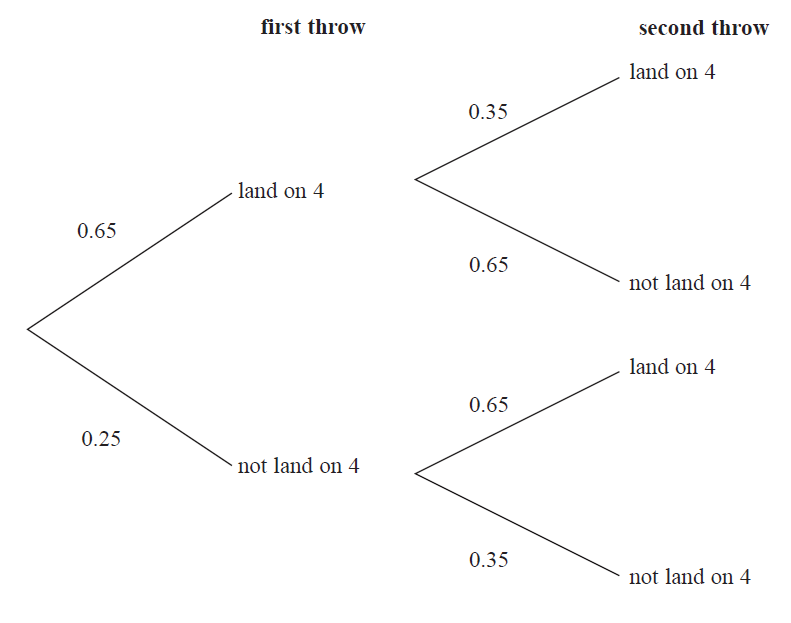 first throw
second throw
land on 4
0.35
land on 4
0.65
0.65
not land on 4
land on 4
0.65
0.25
not land on 4
0.35
not land on 4